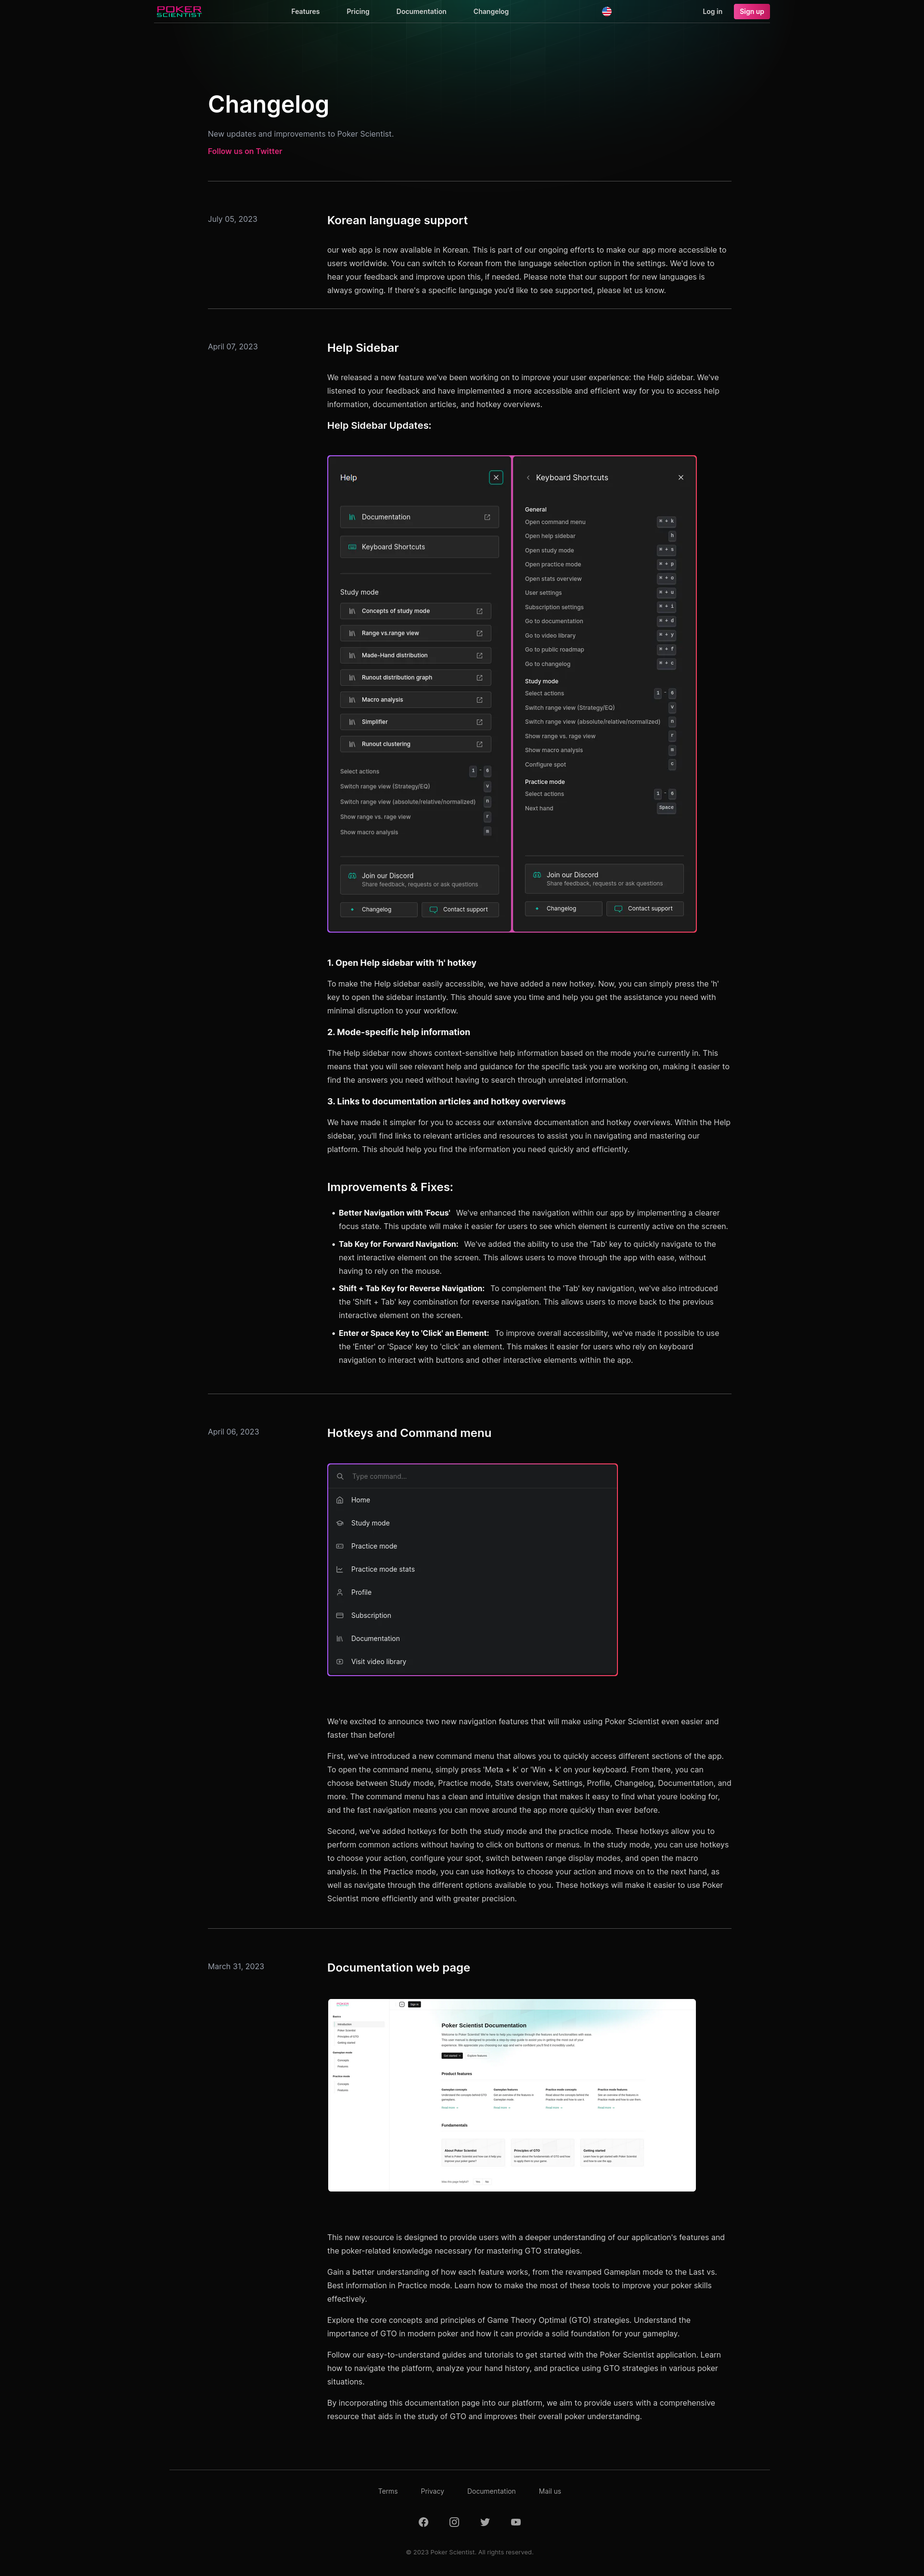 POKER
SCIENTIST
Features
Pricing
Documentation
Changelog
Log in
Sign up
Changelog
New updates and improvements to Poker Scientist.
Follow us on Twitter
July 05, 2023
Korean language support
our web app is now available in Korean. This is part of our ongoing efforts to make our app more accessible to
users worldwide. You can switch to Korean from the language selection option in the settings. We'd love to
hear your feedback and improve upon this, if needed. Please note that our support for new languages is
always growing. If there's a specific language you'd like to see supported, please let us know.
April 07, 2023
Help Sidebar
We released a new feature we've been working on to improve your user experience: the Help sidebar. We've
listened to your feedback and have implemented a more accessible and efficient way for you to access help
information, documentation articles, and hotkey overviews.
Help Sidebar Updates:
Help
Documentation
Keyboard Shortcuts
Study mode
Concepts of study mode
Range vs.range view
Made-Hand distribution
Runout distribution graph
Macro analysis
Simplifier
Runout clustering
Select actions 1 - 6
Switch range view (Strategy/EQ) v
Switch range view (absolute/relative/normalized) n
Show range vs. rage view r
Show macro analysis m
Join our Discord
Share feedback, requests or ask questions
Changelog
Contact support
Keyboard Shortcuts
General
Open command menu ⌘ + k
Open help sidebar h
Open study mode ⌘ + s
Open practice mode ⌘ + p
Open stats overview ⌘ + o
User settings ⌘ + u
Subscription settings ⌘ + i
Go to documentation ⌘ + d
Go to video library ⌘ + y
Go to public roadmap ⌘ + f
Go to changelog ⌘ + c
Study mode
Select actions 1 - 6
Switch range view (Strategy/EQ) v
Switch range view (absolute/relative/normalized) n
Show range vs. rage view r
Show macro analysis m
Configure spot c
Practice mode
Select actions 1 - 6
Next hand Space
Join our Discord
Share feedback, requests or ask questions
Changelog
Contact support
1. Open Help sidebar with 'h' hotkey
To make the Help sidebar easily accessible, we have added a new hotkey. Now, you can simply press the 'h'
key to open the sidebar instantly. This should save you time and help you get the assistance you need with
minimal disruption to your workflow.
2. Mode-specific help information
The Help sidebar now shows context-sensitive help information based on the mode you're currently in. This
means that you will see relevant help and guidance for the specific task you are working on, making it easier to
find the answers you need without having to search through unrelated information.
3. Links to documentation articles and hotkey overviews
We have made it simpler for you to access our extensive documentation and hotkey overviews. Within the Help
sidebar, you'll find links to relevant articles and resources to assist you in navigating and mastering our
platform. This should help you find the information you need quickly and efficiently.
Improvements & Fixes:
Better Navigation with 'Focus' We've enhanced the navigation within our app by implementing a clearer
focus state. This update will make it easier for users to see which element is currently active on the screen.
Tab Key for Forward Navigation: We've added the ability to use the 'Tab' key to quickly navigate to the
next interactive element on the screen. This allows users to move through the app with ease, without
having to rely on the mouse.
Shift + Tab Key for Reverse Navigation: To complement the 'Tab' key navigation, we've also introduced
the 'Shift + Tab' key combination for reverse navigation. This allows users to move back to the previous
interactive element on the screen.
Enter or Space Key to 'Click' an Element: To improve overall accessibility, we've made it possible to use
the 'Enter' or 'Space' key to 'click' an element. This makes it easier for users who rely on keyboard
navigation to interact with buttons and other interactive elements within the app.
April 06, 2023
Hotkeys and Command menu
Type command...
Home
Study mode
Practice mode
Practice mode stats
Profile
Subscription
Documentation
Visit video library
We're excited to announce two new navigation features that will make using Poker Scientist even easier and
faster than before!
First, we've introduced a new command menu that allows you to quickly access different sections of the app.
To open the command menu, simply press 'Meta + k' or 'Win + k' on your keyboard. From there, you can
choose between Study mode, Practice mode, Stats overview, Settings, Profile, Changelog, Documentation, and
more. The command menu has a clean and intuitive design that makes it easy to find what youre looking for,
and the fast navigation means you can move around the app more quickly than ever before.
Second, we've added hotkeys for both the study mode and the practice mode. These hotkeys allow you to
perform common actions without having to click on buttons or menus. In the study mode, you can use hotkeys
to choose your action, configure your spot, switch between range display modes, and open the macro
analysis. In the Practice mode, you can use hotkeys to choose your action and move on to the next hand, as
well as navigate through the different options available to you. These hotkeys will make it easier to use Poker
Scientist more efficiently and with greater precision.
March 31, 2023
Documentation web page
Sign in
Basics
Introduction
Poker Scientist
Principles of GTO
Getting started
Gameplan mode
Concepts
Features
Practice mode
Concepts
Features
Poker Scientist Documentation
Get started
Explore features
Product features
Gameplan concepts
Gameplan features
Practice mode concepts
Practice mode features
Fundamentals
About Poker Scientist
Principles of GTO
Getting started
This new resource is designed to provide users with a deeper understanding of our application's features and
the poker-related knowledge necessary for mastering GTO strategies.
Gain a better understanding of how each feature works, from the revamped Gameplan mode to the Last vs.
Best information in Practice mode. Learn how to make the most of these tools to improve your poker skills
effectively.
Explore the core concepts and principles of Game Theory Optimal (GTO) strategies. Understand the
importance of GTO in modern poker and how it can provide a solid foundation for your gameplay.
Follow our easy-to-understand guides and tutorials to get started with the Poker Scientist application. Learn
how to navigate the platform, analyze your hand history, and practice using GTO strategies in various poker
situations.
By incorporating this documentation page into our platform, we aim to provide users with a comprehensive
resource that aids in the study of GTO and improves their overall poker understanding.
Terms
Privacy
Documentation
Mail us
© 2023 Poker Scientist. All rights reserved.